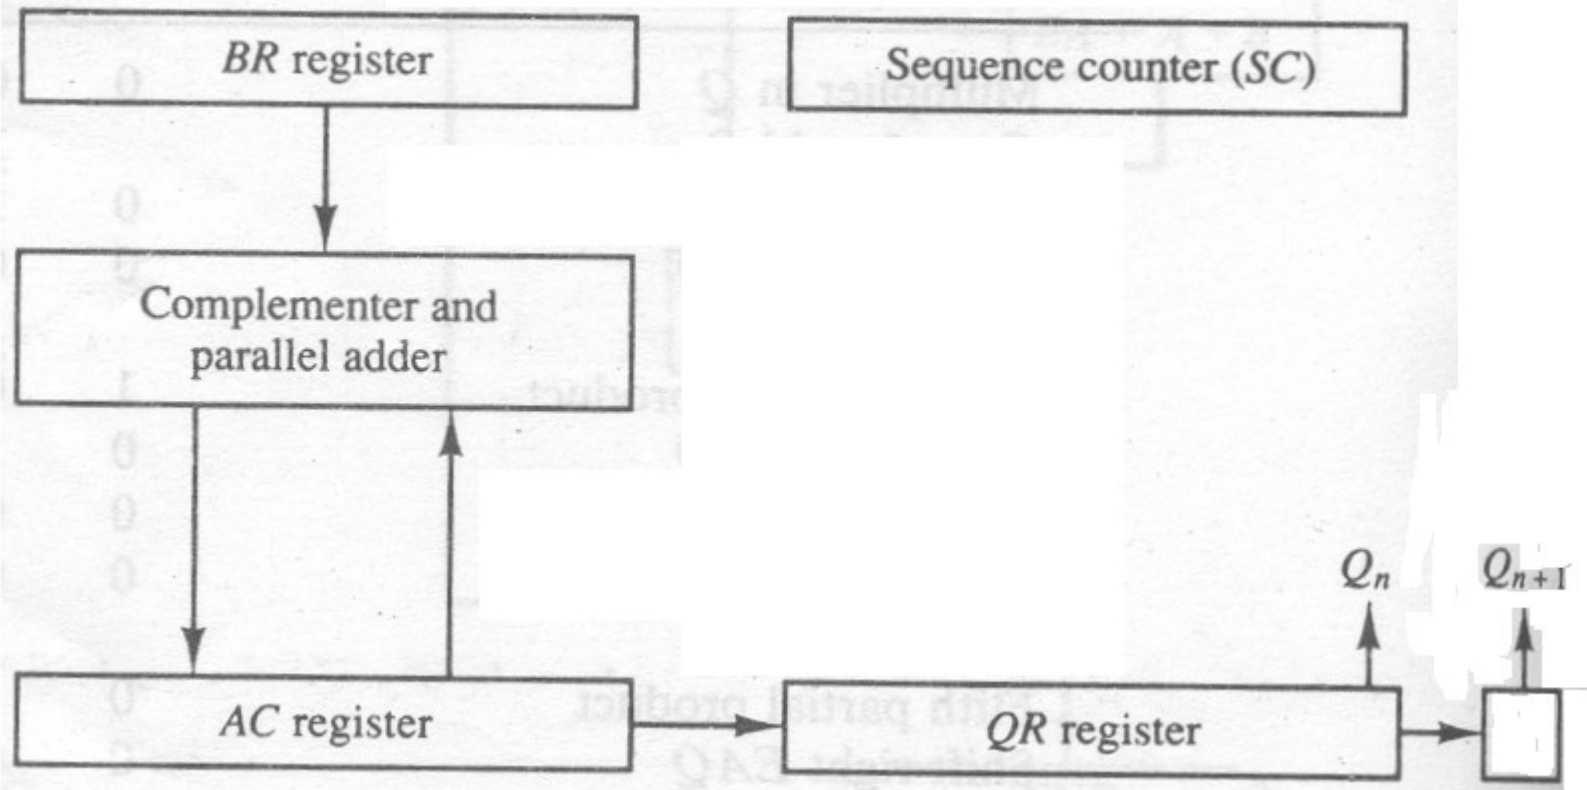 BR register
Sequence counter (SC)
Complementer and
parallel adder
Qn
Qn + 1
AC register
QR register